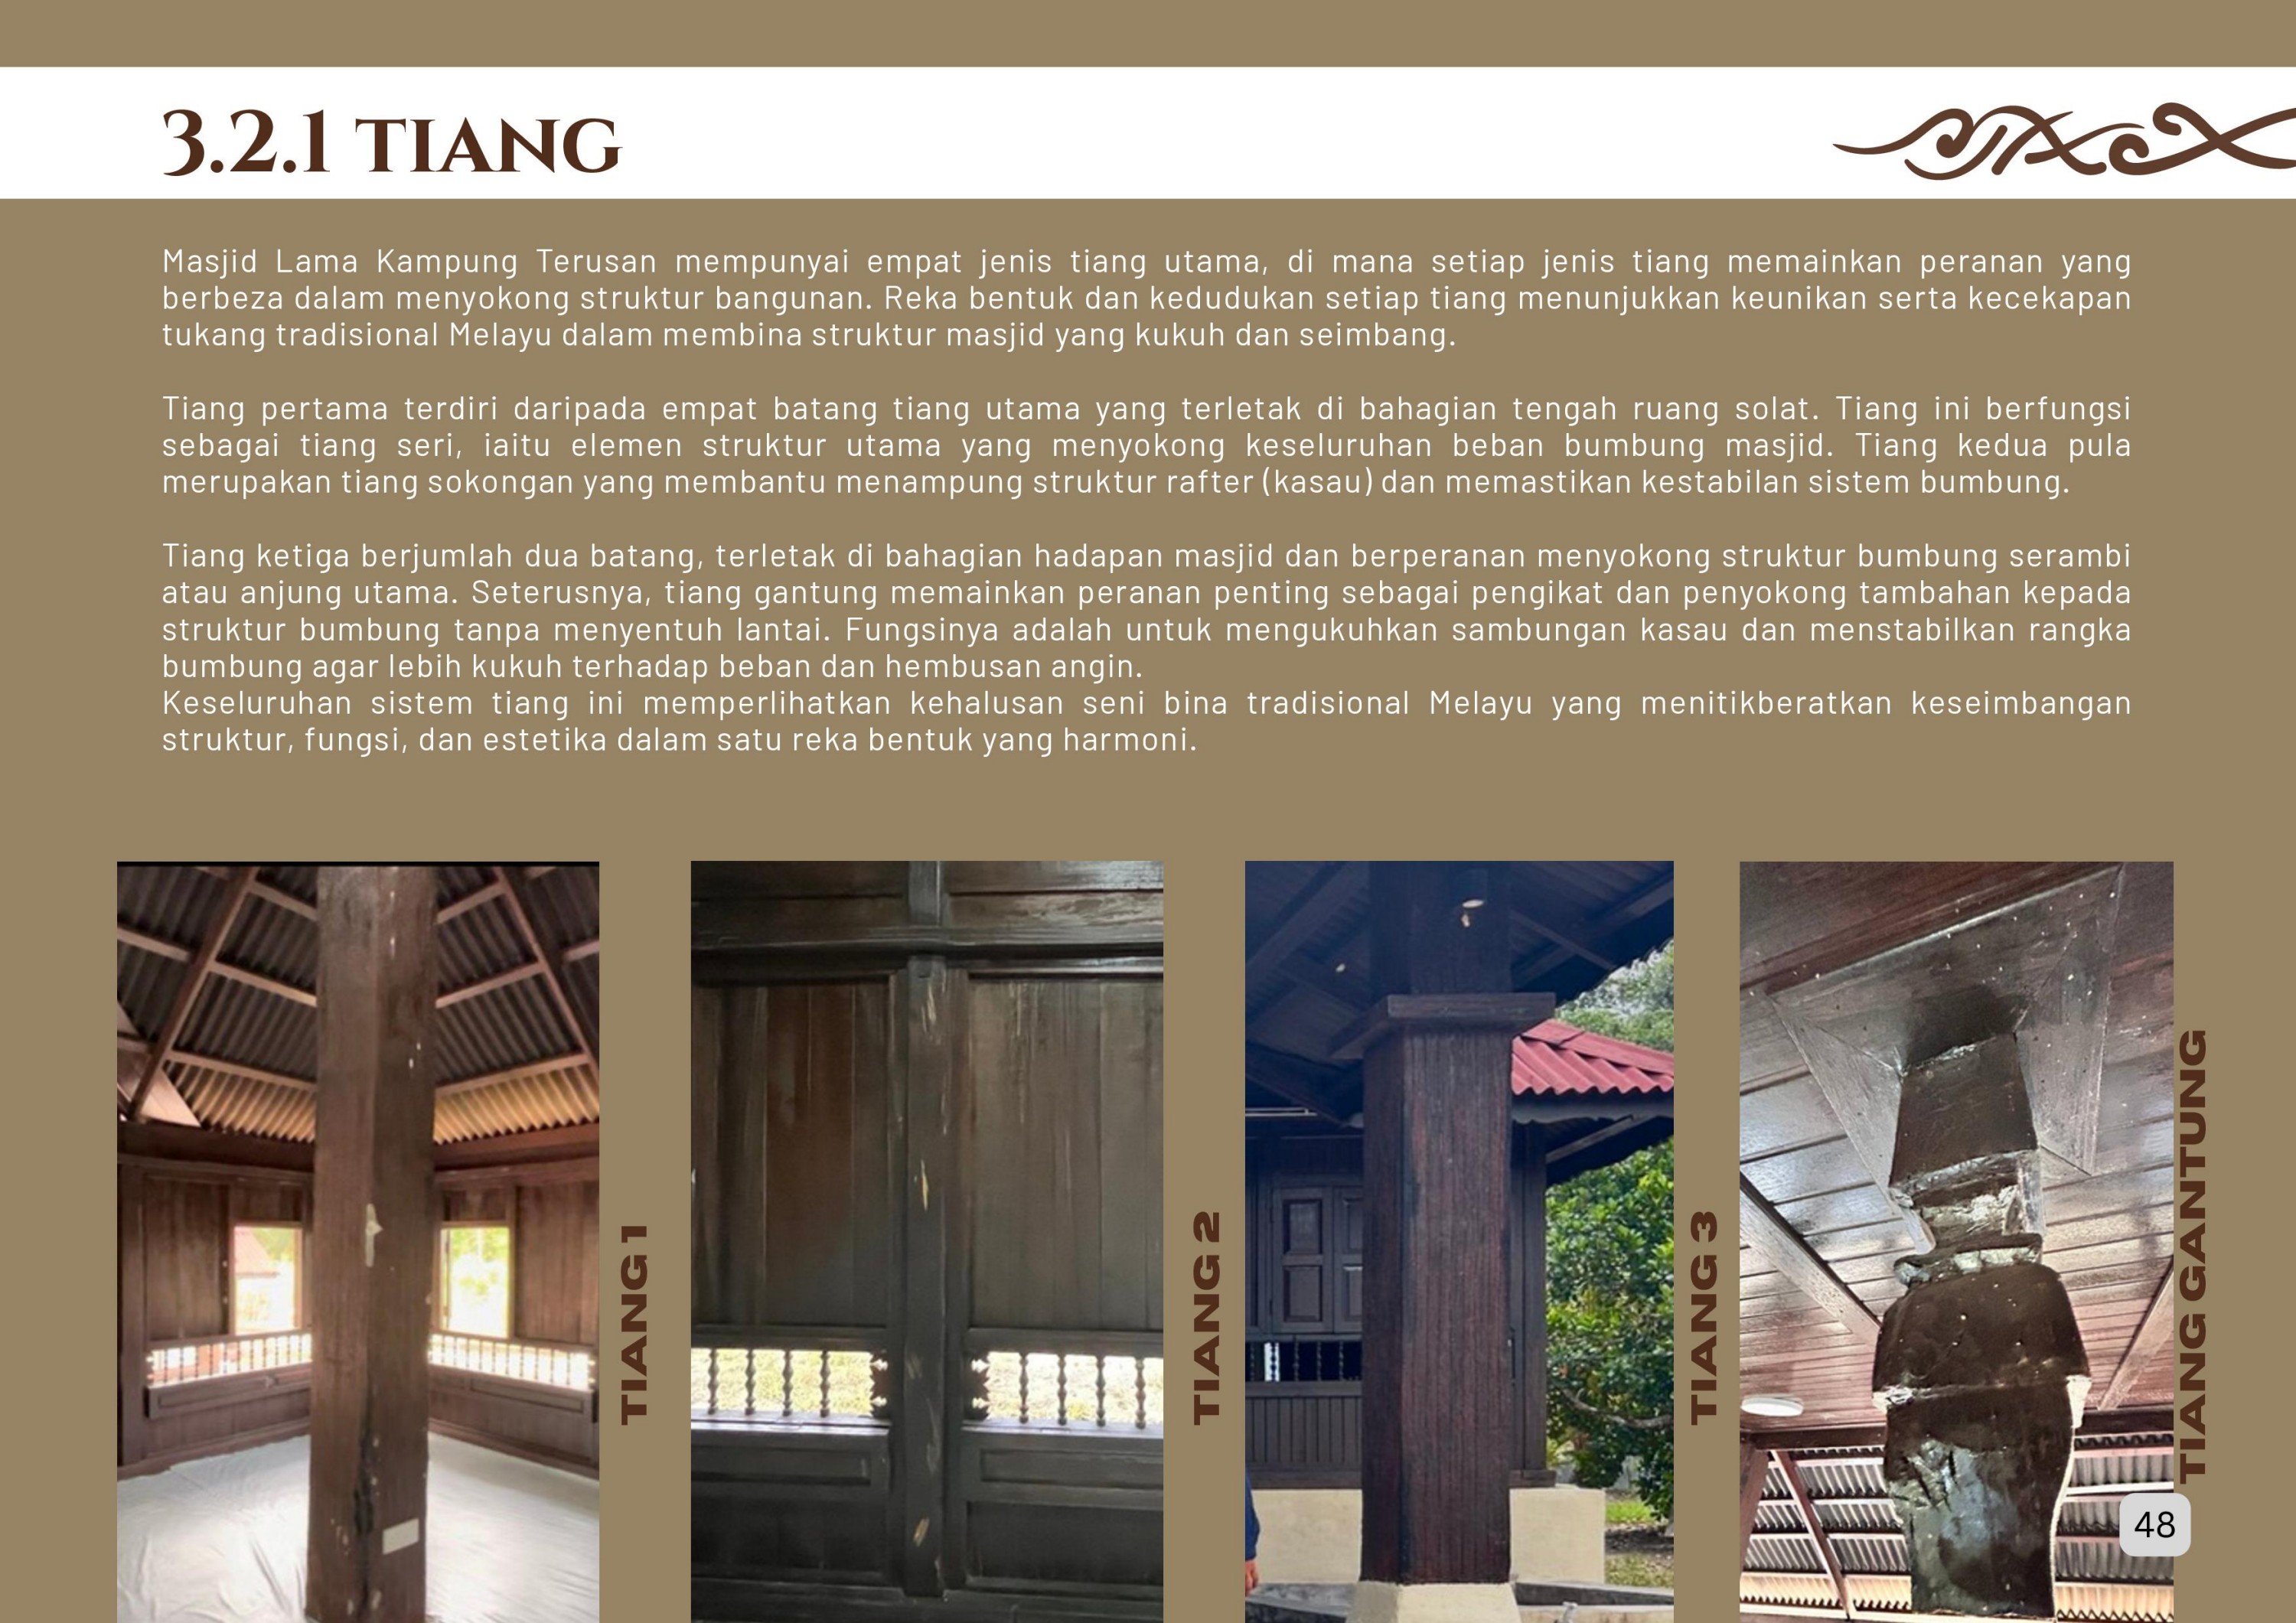 3.2.1 TIANG
Masjid Lama Kampung Terusan mempunyai empat jenis tiang utama, di mana setiap jenis tiang memainkan peranan yang
berbeza dalam menyokong struktur bangunan. Reka bentuk dan kedudukan setiap tiang menunjukkan keunikan serta kecekapan
tukang tradisional Melayu dalam membina struktur masjid yang kukuh dan seimbang.
Tiang pertama terdiri daripada empat batang tiang utama yang terletak di bahagian tengah ruang solat. Tiang ini berfungsi
sebagai tiang seri, iaitu elemen struktur utama yang menyokong keseluruhan beban bumbung masjid. Tiang kedua pula
merupakan tiang sokongan yang membantu menampung struktur rafter (kasau) dan memastikan kestabilan sistem bumbung.
Tiang ketiga berjumlah dua batang, terletak di bahagian hadapan masjid dan berperanan menyokong struktur bumbung serambi
atau anjung utama. Seterusnya, tiang gantung memainkan peranan penting sebagai pengikat dan penyokong tambahan kepada
struktur bumbung tanpa menyentuh lantai. Fungsinya adalah untuk mengukuhkan sambungan kasau dan menstabilkan rangka
bumbung agar lebih kukuh terhadap beban dan hembusan angin.
Keseluruhan sistem tiang ini memperlihatkan kehalusan seni bina tradisional Melayu yang menitikberatkan keseimbangan
struktur, fungsi, dan estetika dalam satu reka bentuk yang harmoni.
TIANG 1
TIANG 2
TIANG 3
TIANG GANTUNG
48